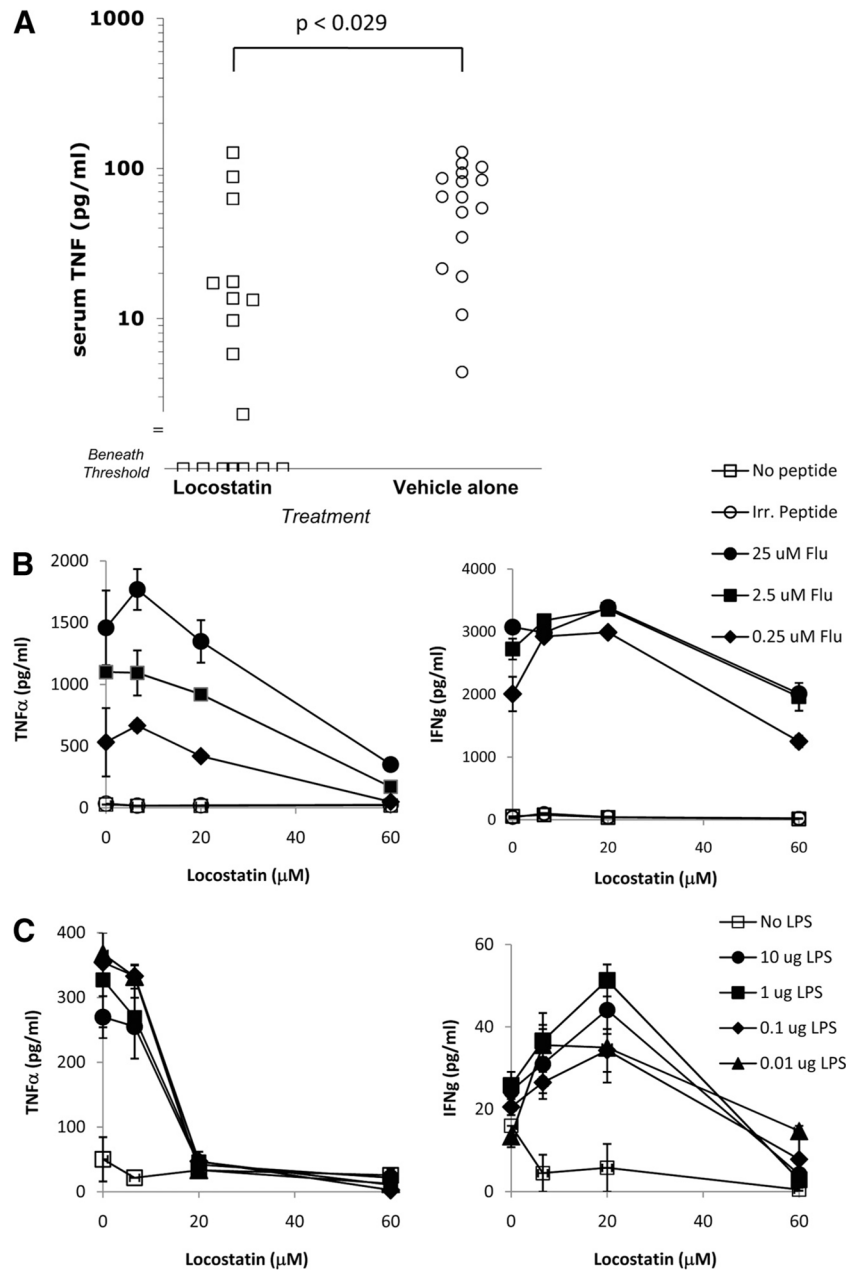 A
p < 0.029
serum TNF (pg/ml)
1000
100
10
=
Beneath
Threshold
Locostatin
Vehicle alone
Treatment
No peptide
Irr. Peptide
25 uM Flu
2.5 uM Flu
0.25 uM Flu
B
TNFα (pg/ml)
2000
1500
1000
500
0
0 20 40 60
Locostatin (μM)
IFNg (pg/ml)
4000
3000
2000
1000
0
0 20 40 60
Locostatin (μM)
C
TNFα (pg/ml)
400
300
200
100
0
0 20 40 60
Locostatin (μM)
IFNg (pg/ml)
60
40
20
0
0 20 40 60
Locostatin (μM)
No LPS
10 ug LPS
1 ug LPS
0.1 ug LPS
0.01 ug LPS